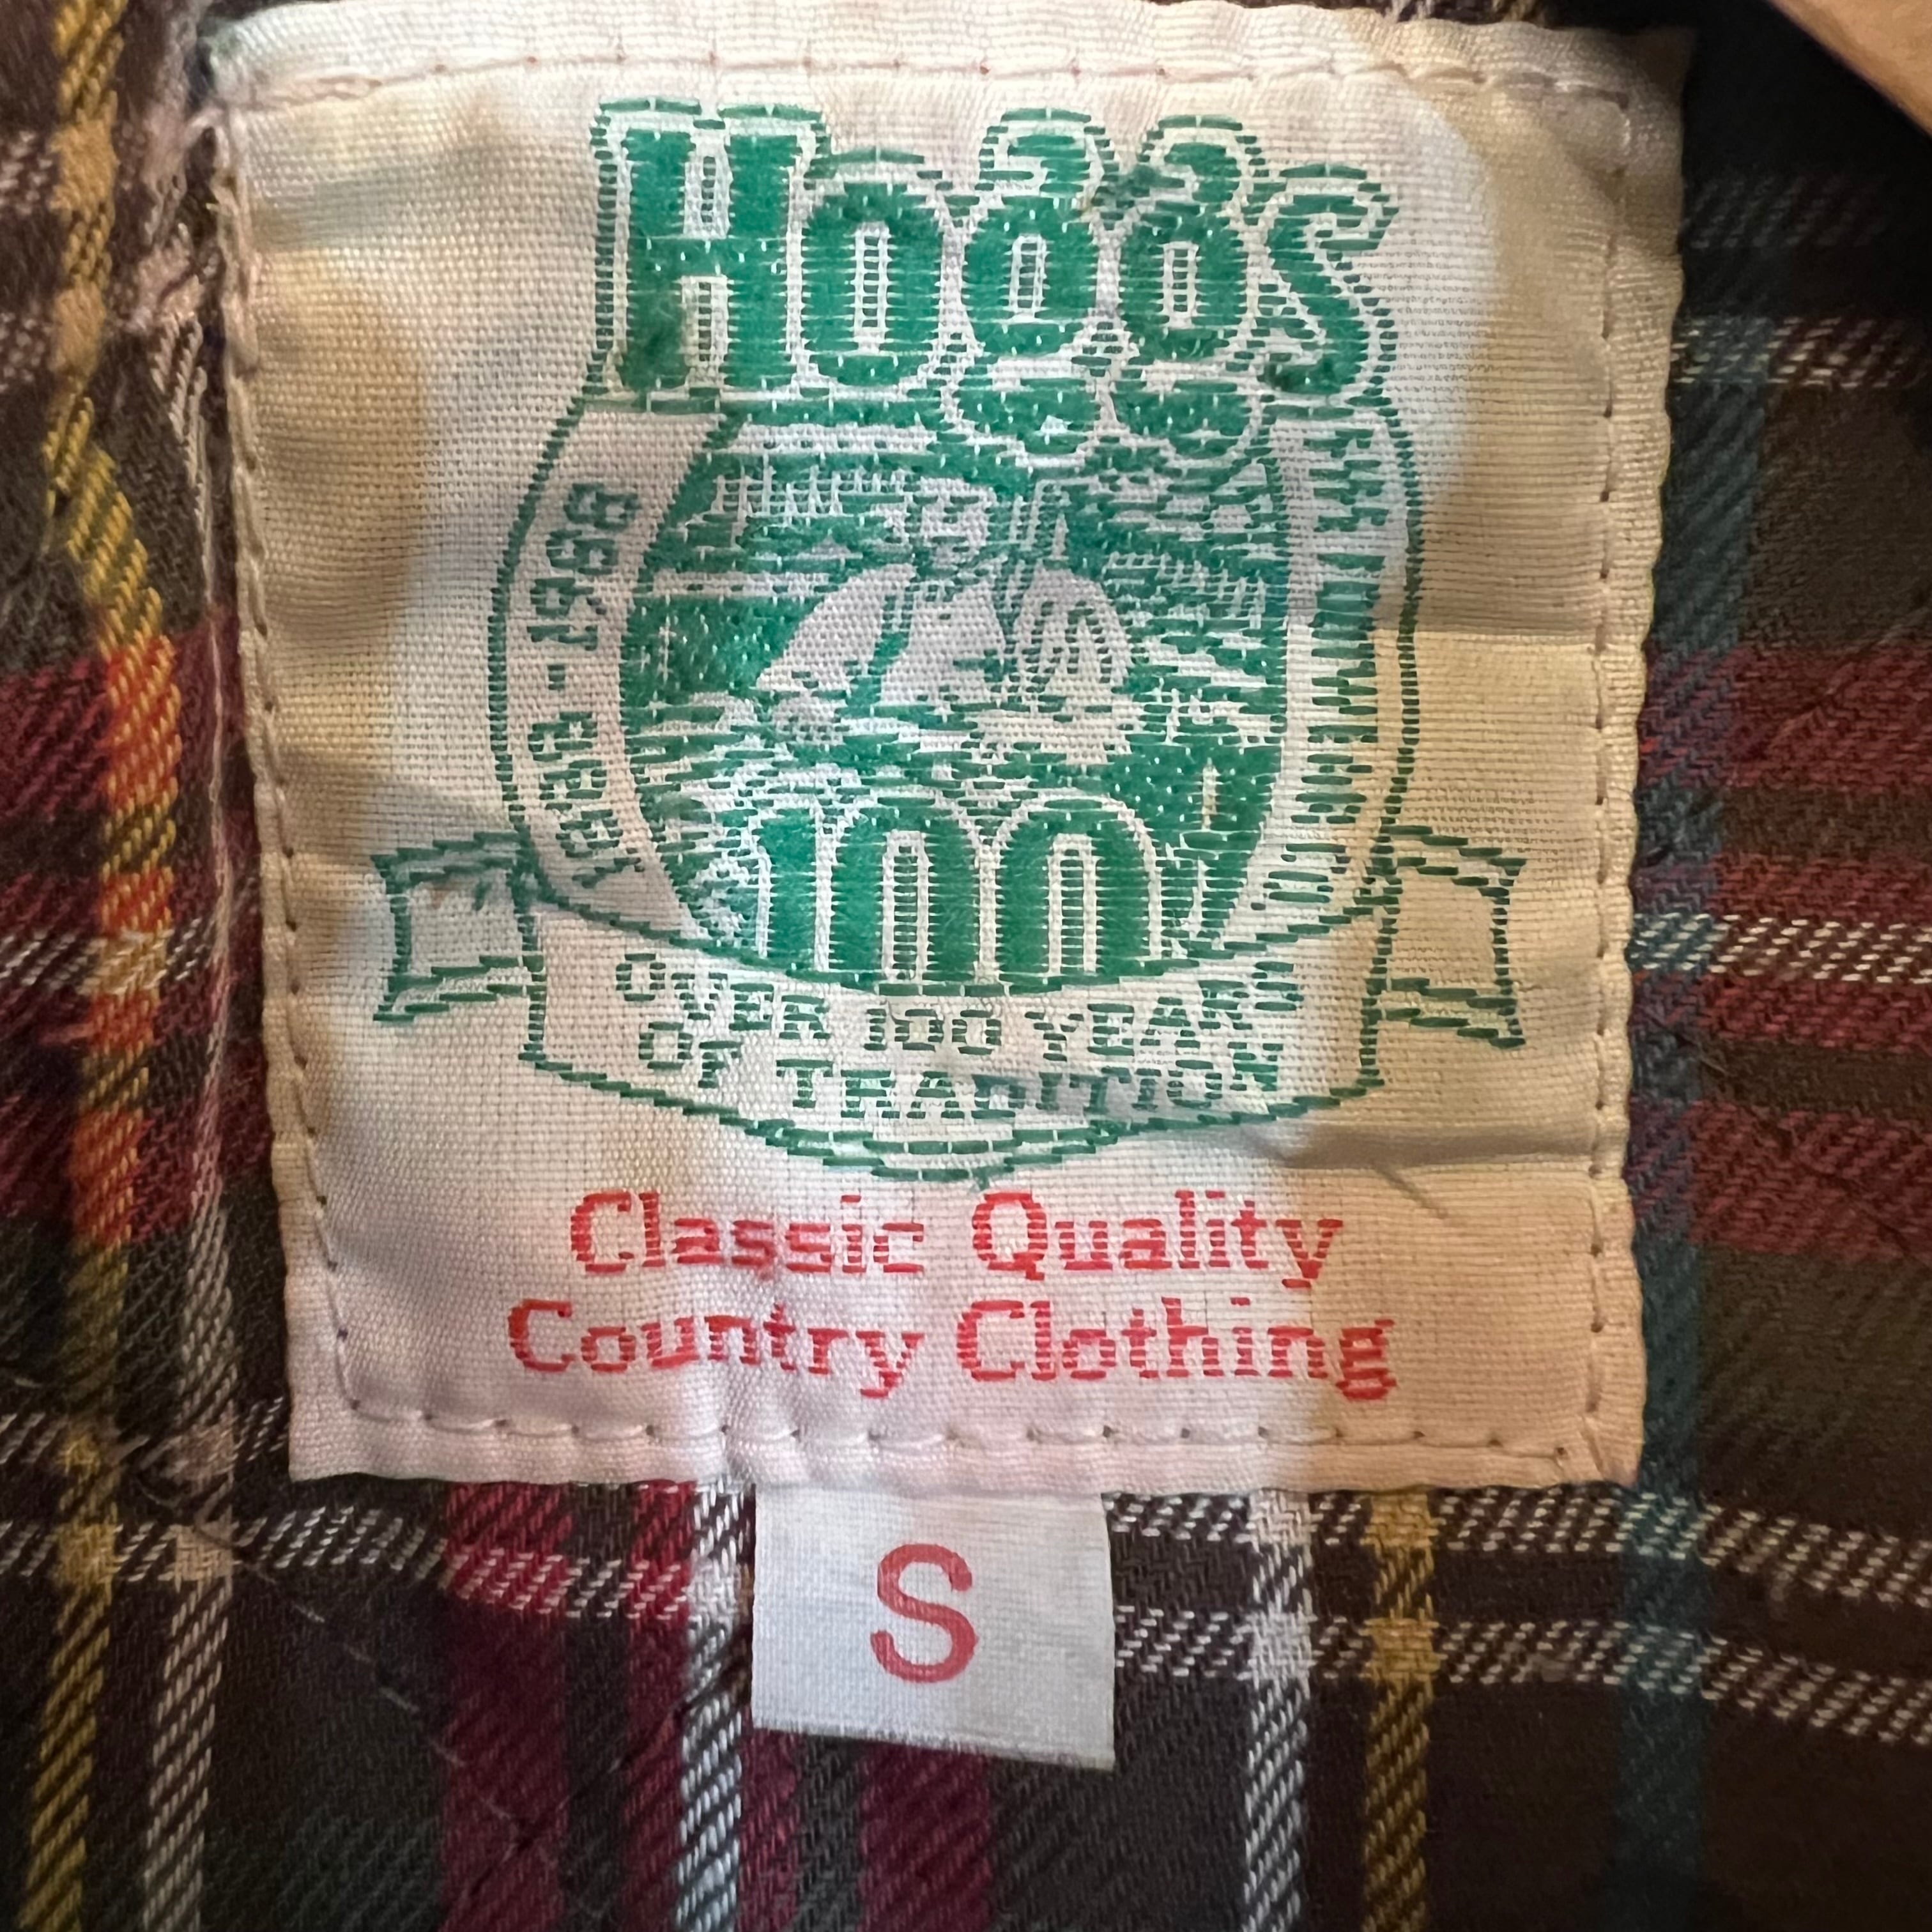 Hoggs
1888-1988
100
OVER 100 YEARS
OF TRADITION
Classic Quality
Country Clothing
S